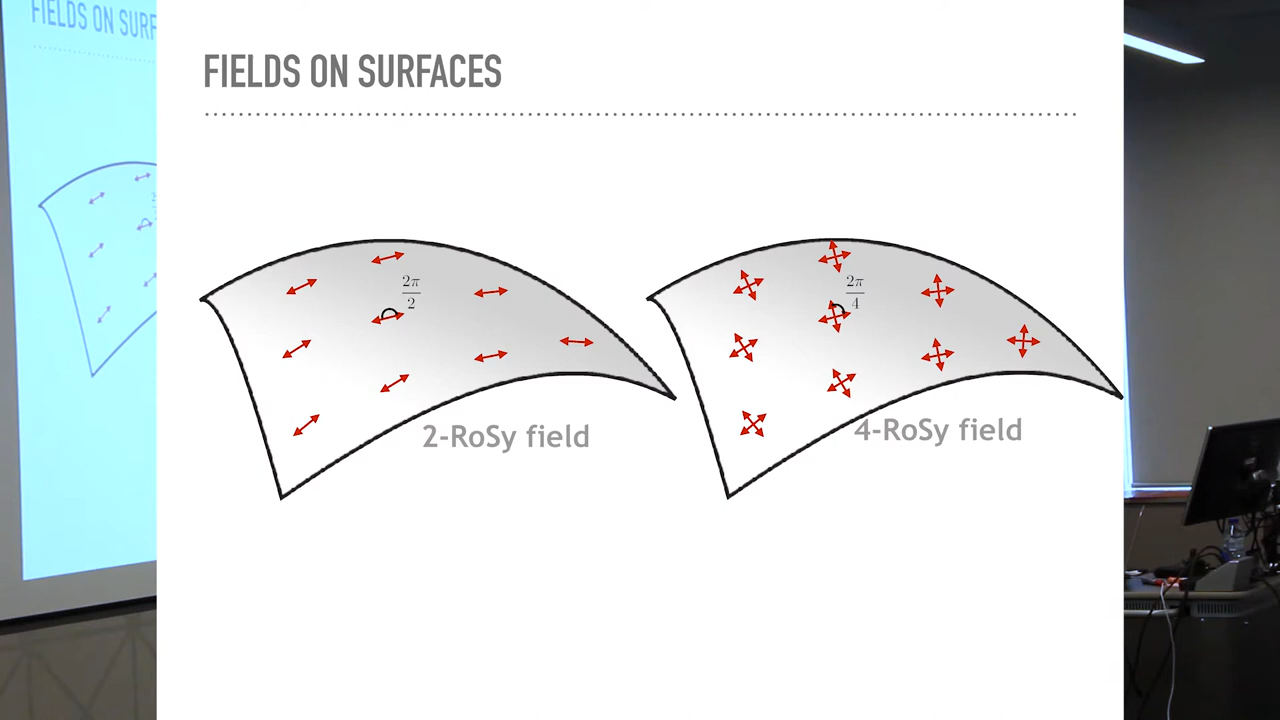 FIELDS ON SURF
FIELDS ON SURFACES
2π
2
2π
4
2-RoSy field
4-RoSy field